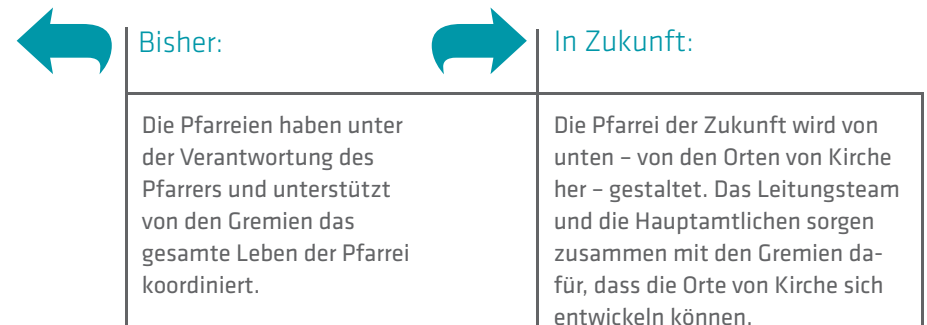 Bisher:
Die Pfarreien haben unter
der Verantwortung des
Pfarrers und unterstützt
von den Gremien das
gesamte Leben der Pfarrei
koordiniert.
In Zukunft:
Die Pfarrei der Zukunft wird von
unten – von den Orten von Kirche
her – gestaltet. Das Leitungsteam
und die Hauptamtlichen sorgen
zusammen mit den Gremien da-
für, dass die Orte von Kirche sich
entwickeln können.